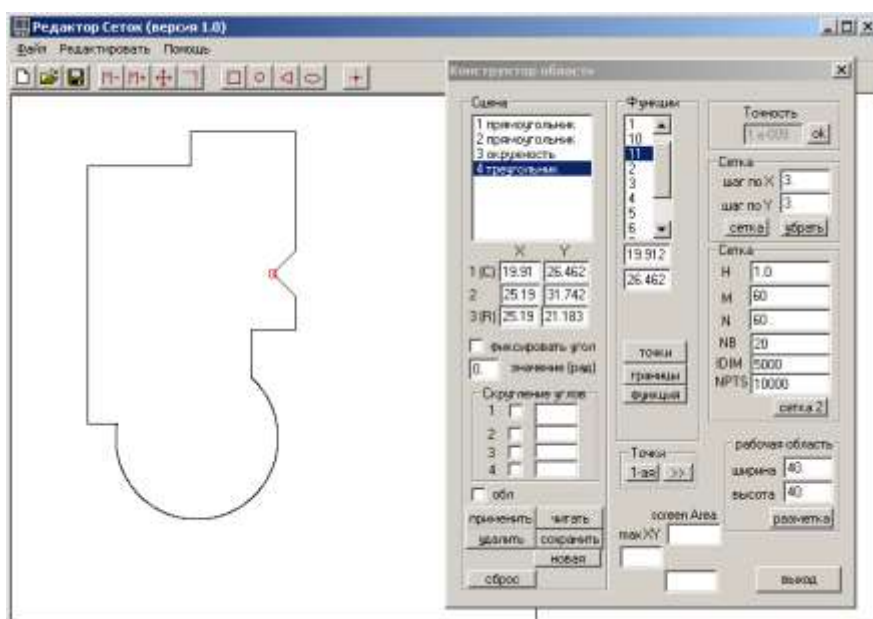 Редактор Сеток (версия 1.0)
Файл Редактировать Помощь
Конструктор области
Сцена
1 прямоугольник
2 прямоугольник
3 окружность
4 треугольник
X Y
1 (C) 19.91 26.462
2 25.19 31.742
3 (R) 25.19 21.183
фиксировать угол
0. значение (рад)
Скругление углов
1
2
3
4
обл
применить читать
удалить сохранить
новая
сброс
Функции
1
10
11
2
3
4
5
6
19.912
26.462
точки
границы
функция
Точки
1-ая >>
screen Area
max XY
Точность
1.e-009 ok
Сетка
шаг по X 3
шаг по Y 3
сетка убрать
Сетка
H 1.0
M 60
N 60
NB 20
IDIM 5000
NPTS 10000
сетка 2
рабочая область
ширина 40
высота 40
разметка
выход